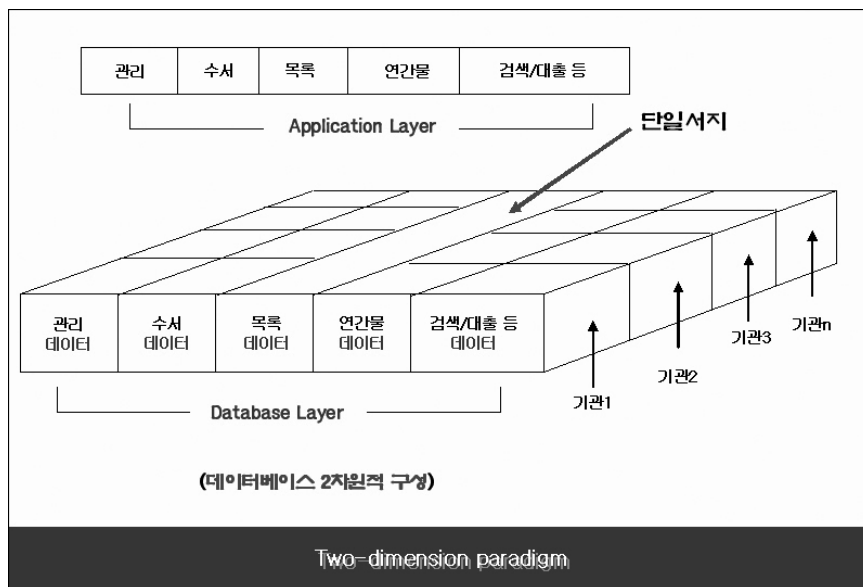 관리 수서 목록 연간물 검색/대출 등
Application Layer
단일서지
관리 데이터
수서 데이터
목록 데이터
연간물 데이터
검색/대출 등 데이터
기관1
기관2
기관3
기관n
Database Layer
(데이터베이스 2차원적 구성)
Two-dimension paradigm